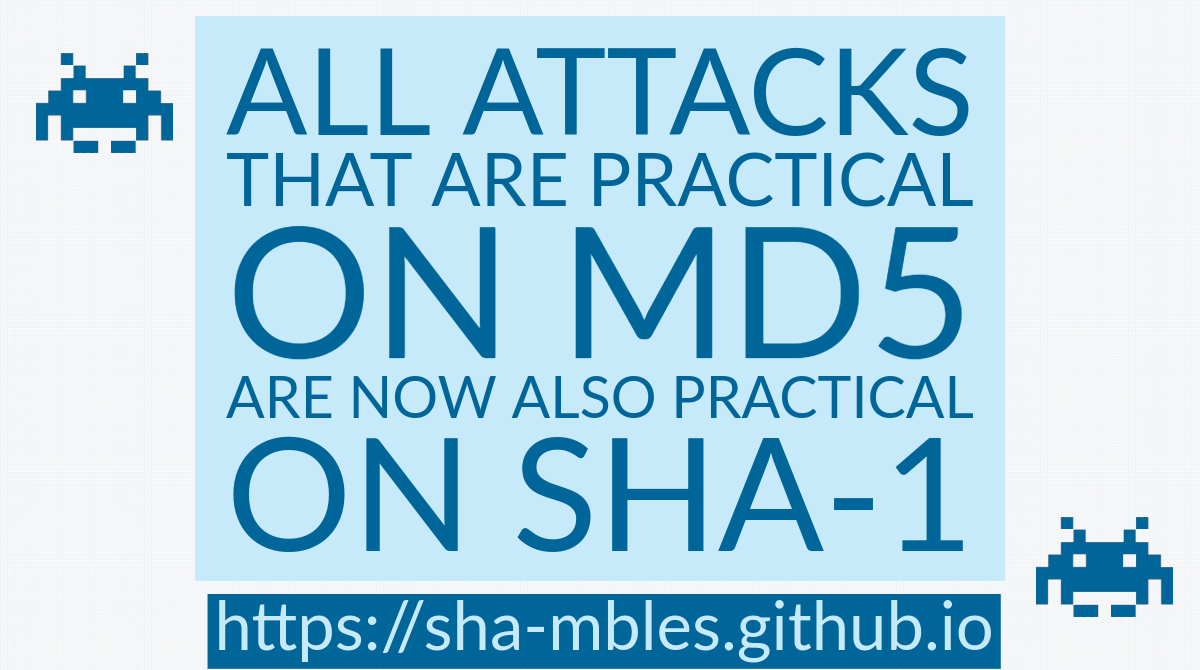 ALL ATTACKS
THAT ARE PRACTICAL
ON MD5
ARE NOW ALSO PRACTICAL
ON SHA-1
https://sha-mbles.github.io